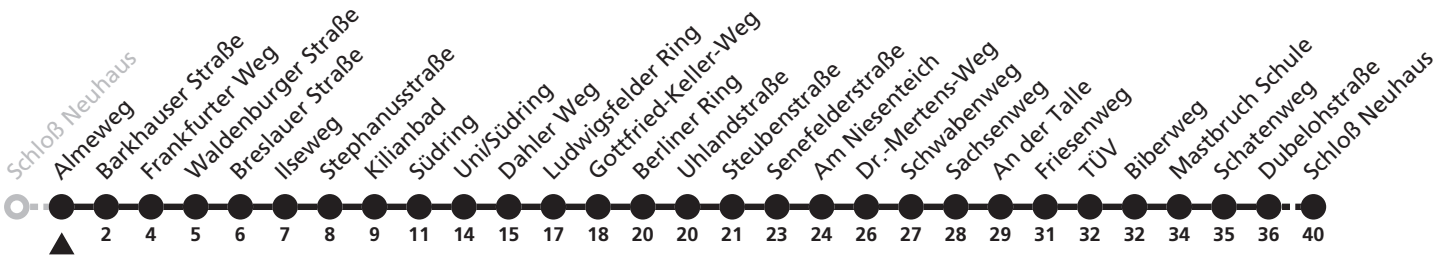 Schloß Neuhaus
Almeweg
Barkhauser Straße
Frankfurter Weg
Waldenburger Straße
Breslauer Straße
Ilseweg
Stephanusstraße
Kilianbad
Südring
Uni/Südring
Dahler Weg
Ludwigsfelder Ring
Gottfried-Keller-Weg
Berliner Ring
Uhlandstraße
Steubenstraße
Senefelderstraße
Am Niesenteich
Dr.-Mertens-Weg
Schwabenweg
Sachsenweg
An der Talle
Friesenweg
TÜV
Biberweg
Mastbruch Schule
Schatenweg
Dubelohstraße
Schloß Neuhaus
2 4 5 6 7 8 9 11 14 15 17 18 20 20 21 23 24 26 27 28 29 31 32 32 34 35 36 40